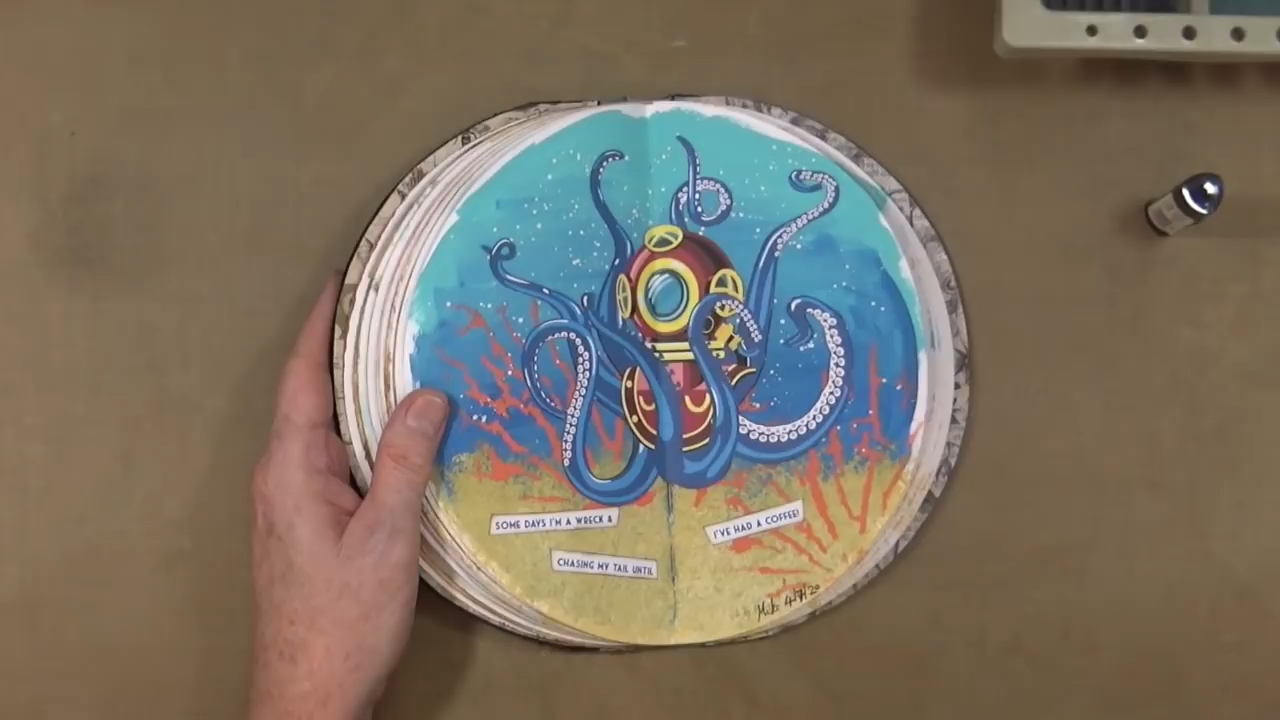 SOME DAYS I'M A WRECK &
CHASING MY TAIL UNTIL
I'VE HAD A COFFEE!